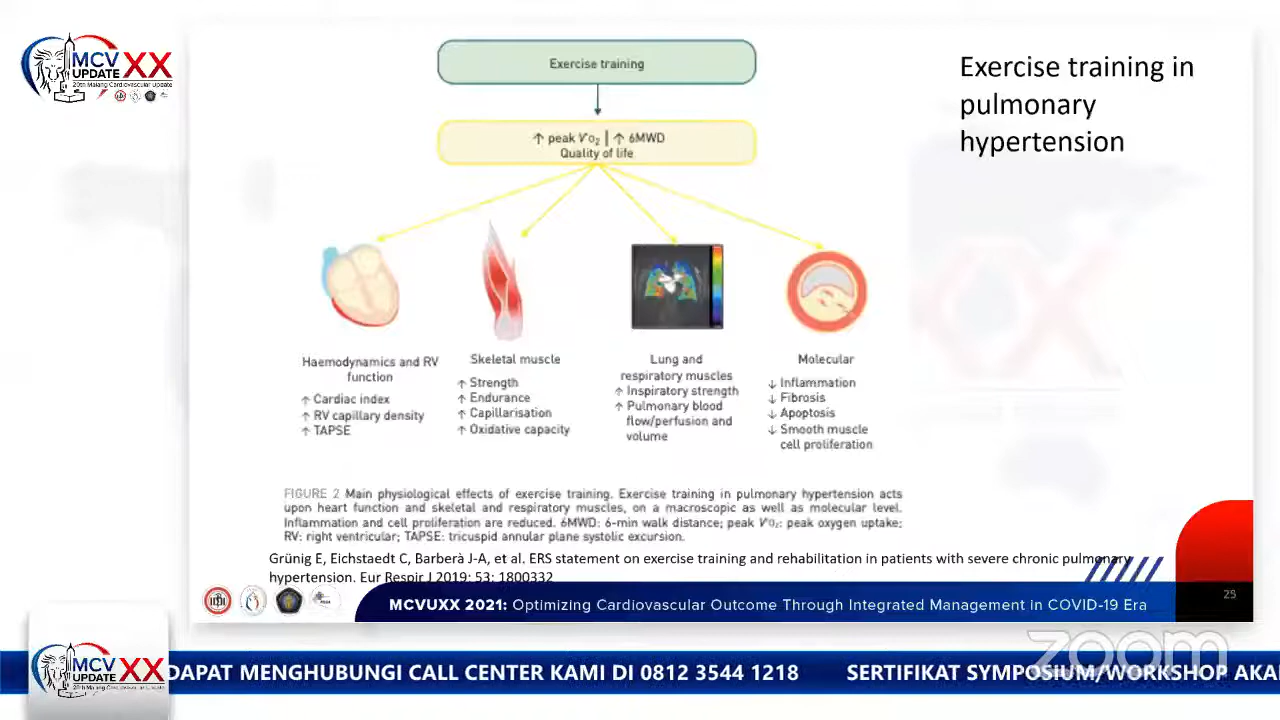 MCV XX
UPDATE
20th Malang Cardiovascular Update
Exercise training
Exercise training in
pulmonary
hypertension
↑ peak V'O₂ | ↑ 6MWD
Quality of life
Haemodynamics and RV
function
↑ Cardiac index
↑ RV capillary density
↑ TAPSE
Skeletal muscle
↑ Strength
↑ Endurance
↑ Capillarisation
↑ Oxidative capacity
Lung and
respiratory muscles
↑ Inspiratory strength
↑ Pulmonary blood
flow/perfusion and
volume
Molecular
↓ Inflammation
↓ Fibrosis
↓ Apoptosis
↓ Smooth muscle
cell proliferation
FIGURE 2 Main physiological effects of exercise training. Exercise training in pulmonary hypertension acts
upon heart function and skeletal and respiratory muscles, on a macroscopic as well as molecular level.
Inflammation and cell proliferation are reduced. 6MWD: 6-min walk distance; peak V'O₂: peak oxygen uptake;
RV: right ventricular; TAPSE: tricuspid annular plane systolic excursion.
Grünig E, Eichstaedt C, Barberà J-A, et al. ERS statement on exercise training and rehabilitation in patients with severe chronic pulmonary
hypertension. Eur Respir J 2019; 53: 1800332
MCVUXX 2021: Optimizing Cardiovascular Outcome Through Integrated Management in COVID-19 Era
25
zoom
MCV XX
UPDATE
20th Malang Cardiovascular Update
DAPAT MENGHUBUNGI CALL CENTER KAMI DI 0812 3544 1218 SERTIFIKAT SYMPOSIUM/WORKSHOP AKA